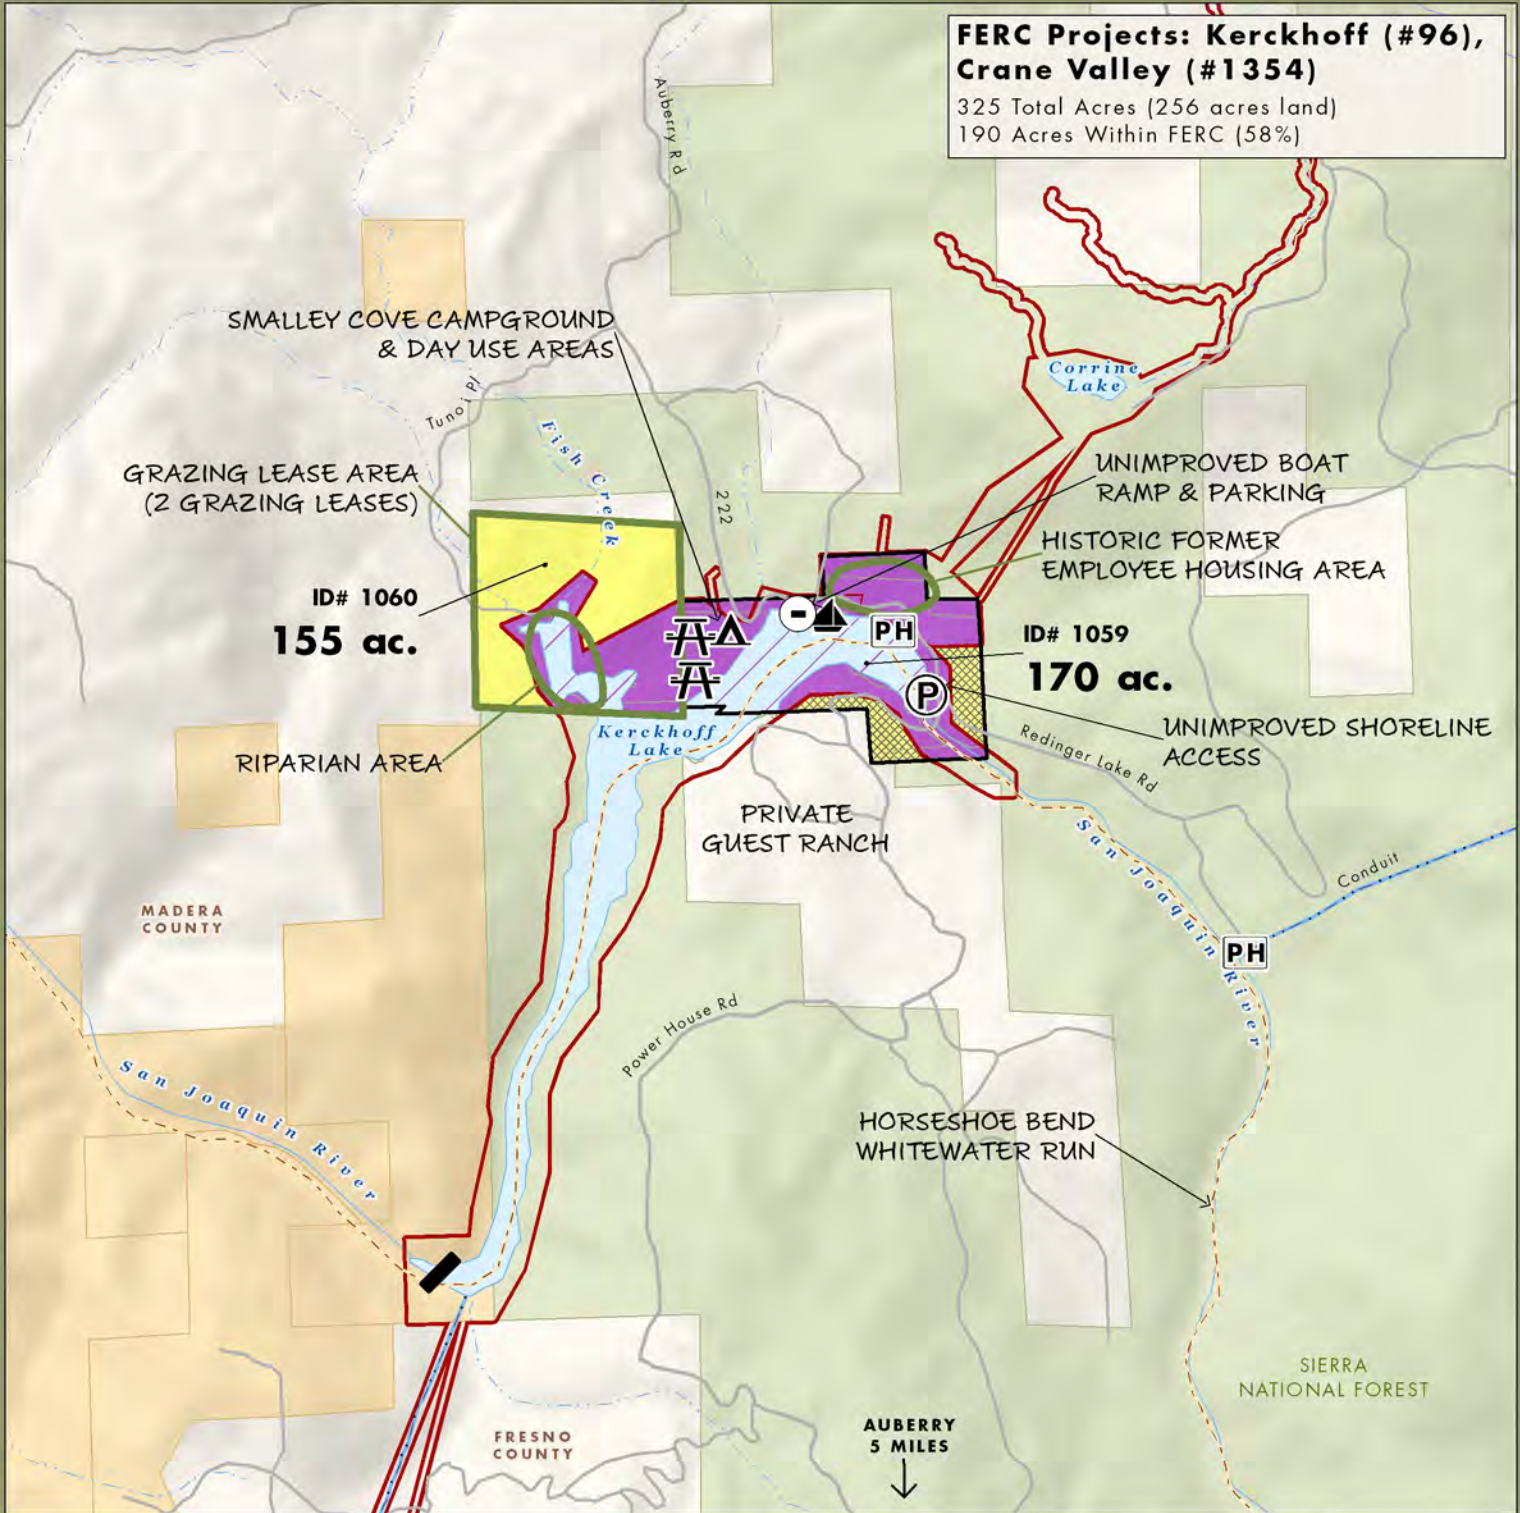 FERC Projects: Kerckhoff (#96),
Crane Valley (#1354)
325 Total Acres (256 acres land)
190 Acres Within FERC (58%)
Auberry Rd
SMALLEY COVE CAMPGROUND
& DAY USE AREAS
Corrine
Lake
Tunoi Pl
Fish Creek
GRAZING LEASE AREA
(2 GRAZING LEASES)
222
UNIMPROVED BOAT
RAMP & PARKING
HISTORIC FORMER
EMPLOYEE HOUSING AREA
ID# 1060
155 ac.
PH
ID# 1059
170 ac.
P
RIPARIAN AREA
Kerckhoff
Lake
Redinger Lake Rd
UNIMPROVED SHORELINE
ACCESS
PRIVATE
GUEST RANCH
San Joaquin River
Conduit
PH
MADERA
COUNTY
Power House Rd
San Joaquin River
HORSESHOE BEND
WHITEWATER RUN
SIERRA
NATIONAL FOREST
FRESNO
COUNTY
AUBERRY
5 MILES